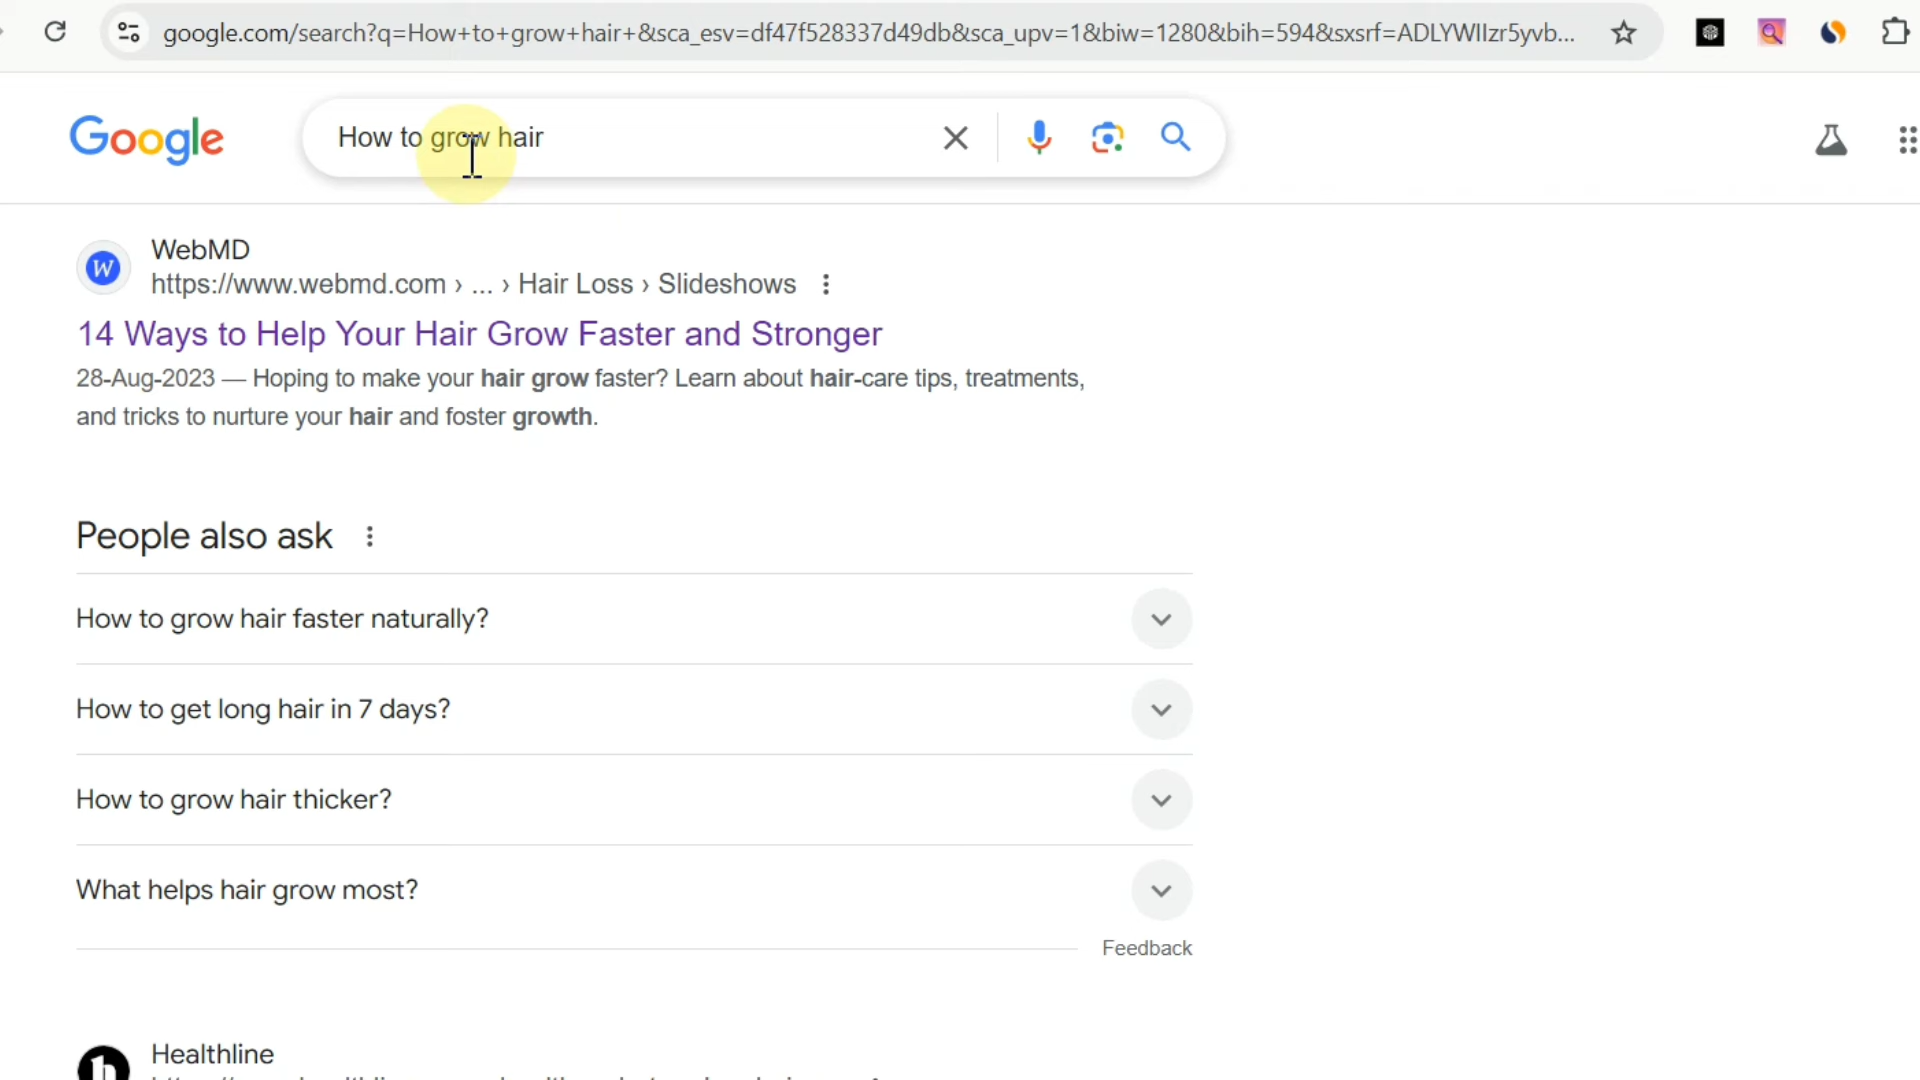 google.com/search?q=How+to+grow+hair+&sca_esv=df47f528337d49db&sca_upv=1&biw=1280&bih=594&sxsrf=ADLYWIIzr5yvb...
Google
How to grow hair
W
WebMD
https://www.webmd.com › ... › Hair Loss › Slideshows
14 Ways to Help Your Hair Grow Faster and Stronger
28-Aug-2023 — Hoping to make your hair grow faster? Learn about hair-care tips, treatments,
and tricks to nurture your hair and foster growth.
People also ask
How to grow hair faster naturally?
How to get long hair in 7 days?
How to grow hair thicker?
What helps hair grow most?
Feedback
h
Healthline